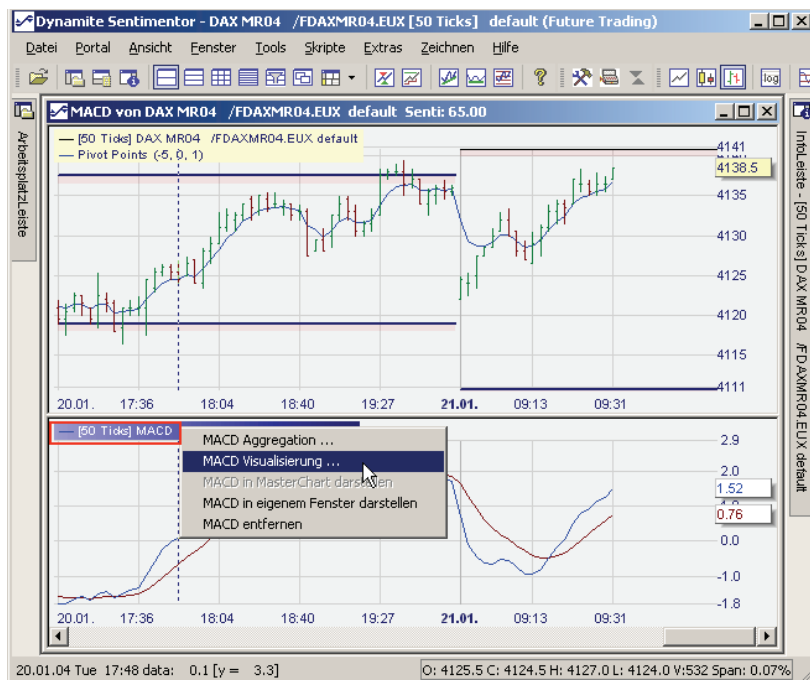 Dynamite Sentimentor - DAX MR04 /FDAXMR04.EUX [50 Ticks] default (Future Trading)
Datei Portal Ansicht Fenster Tools Skripte Extras Zeichnen Hilfe
log
ArbeitsplatzLeiste
MACD von DAX MR04 /FDAXMR04.EUX default Senti: 65.00
[50 Ticks] DAX MR04 /FDAXMR04.EUX default
Pivot Points (-5, 0, 1)
4141
4138.5
4135
4130
4125
4120
4115
4111
20.01. 17:36 18:04 18:40 19:27 21.01. 09:13 09:31
[50 Ticks] MACD
MACD Aggregation ...
MACD Visualisierung ...
MACD in MasterChart darstellen
MACD in eigenem Fenster darstellen
MACD entfernen
2.9
2.0
1.52
0.76
0.0
-1.0
-1.8
20.01. 17:36 18:04 18:40 19:27 21.01. 09:13 09:31
InfoLeiste - [50 Ticks] DAX MR04 /FDAXMR04.EUX default
20.01.04 Tue 17:48 data: 0.1 [y = 3.3]
O: 4125.5 C: 4124.5 H: 4127.0 L: 4124.0 V:532 Span: 0.07%